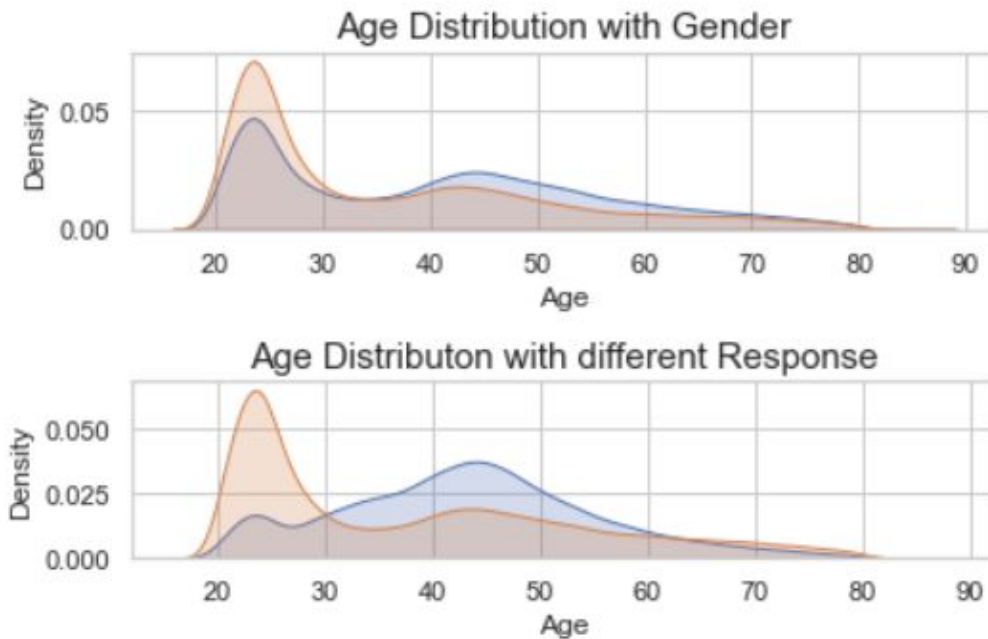 Age Distribution with Gender
Density
0.05
0.00
20 30 40 50 60 70 80 90
Age
Age Distributon with different Response
Density
0.050
0.025
0.000
20 30 40 50 60 70 80 90
Age